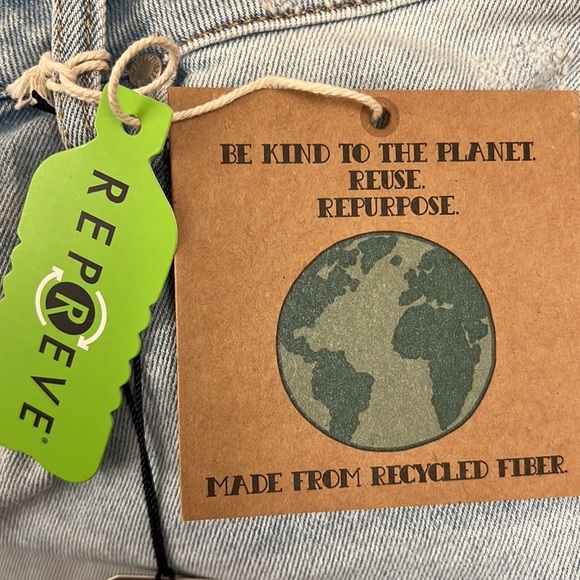 REPREVE®
BE KIND TO THE PLANET.
REUSE.
REPURPOSE.
MADE FROM RECYCLED FIBER.